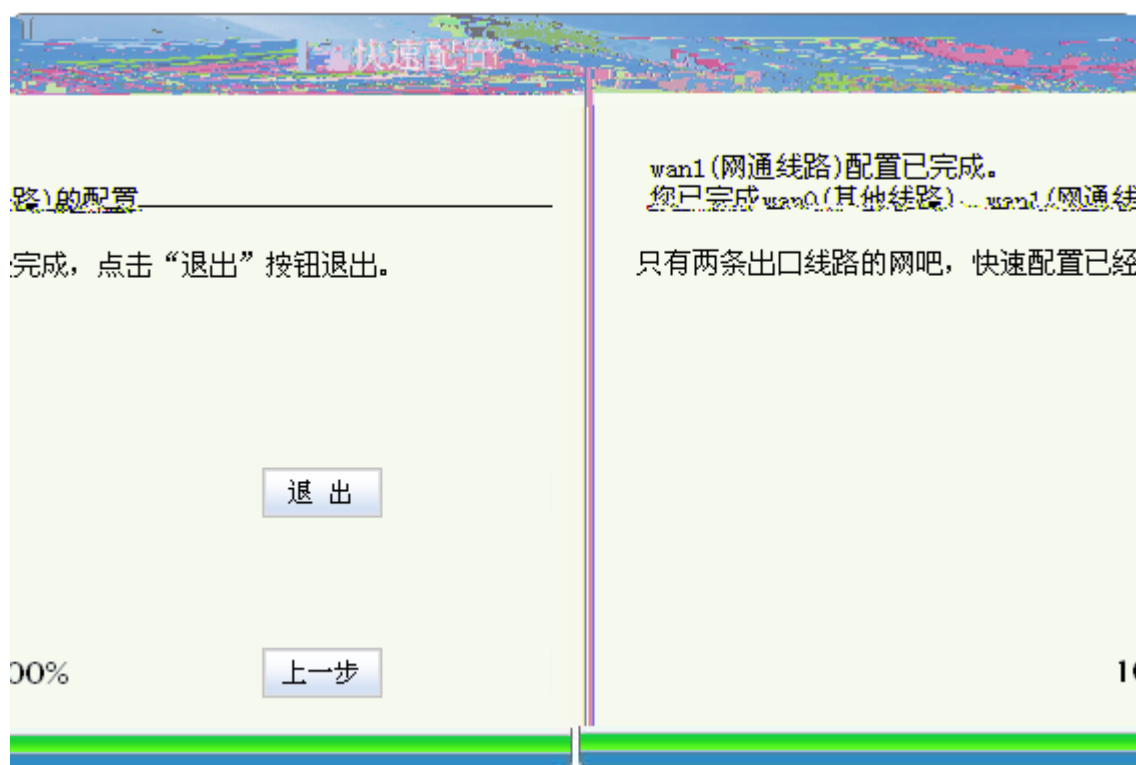 快速配置
wan1(网通线路)配置已完成。
路)的配置
您已完成wan0(其他线路)、wan1(网通线
完成，点击“退出”按钮退出。
只有两条出口线路的网吧，快速配置已经
退 出
00%
上一步
10